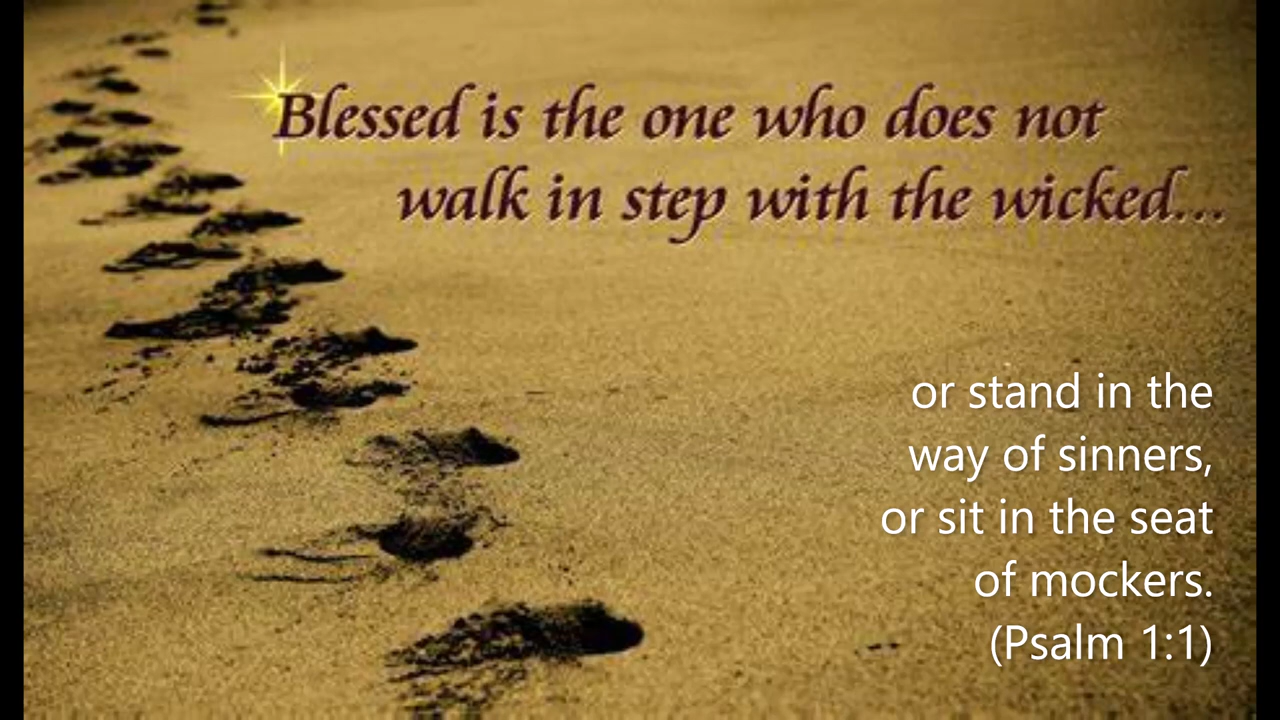 Blessed is the one who does not
walk in step with the wicked...
or stand in the
way of sinners,
or sit in the seat
of mockers.
(Psalm 1:1)